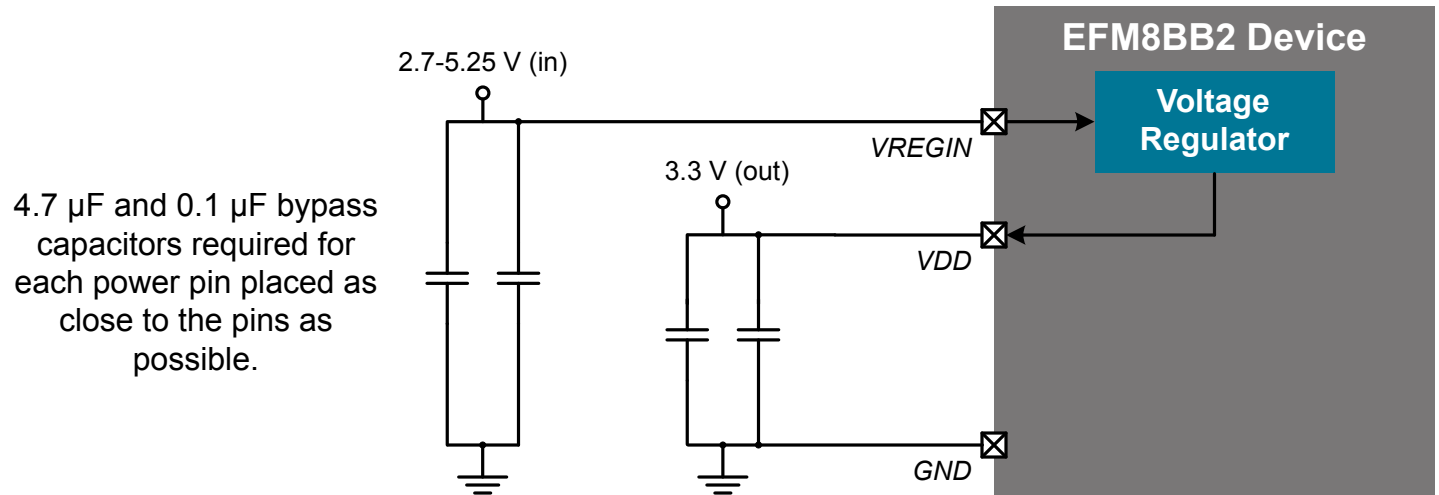 EFM8BB2 Device
2.7-5.25 V (in)
Voltage
Regulator
VREGIN
3.3 V (out)
4.7 µF and 0.1 µF bypass
capacitors required for
each power pin placed as
close to the pins as
possible.
VDD
GND